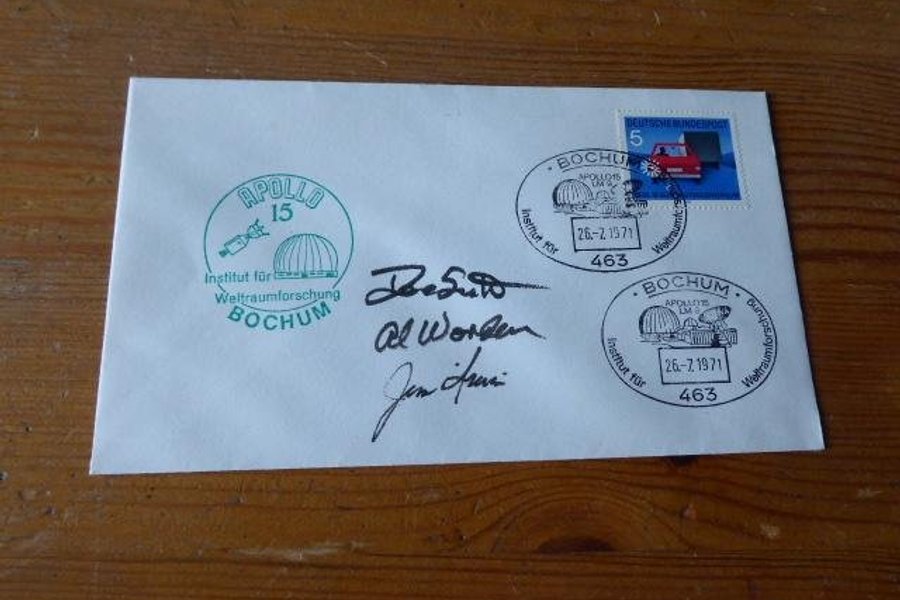 DEUTSCHE BUNDESPOST
5
APOLLO
15
Institut für
Weltraumforschung
BOCHUM
· BOCHUM ·
APOLLO 15
LM
Institut für
Weltraumforschung
26.-7.1971
463
Dave Scott
Al Worden
Jim Irwin
· BOCHUM ·
APOLLO 15
LM
Institut für
Weltraumforschung
26.-7.1971
463